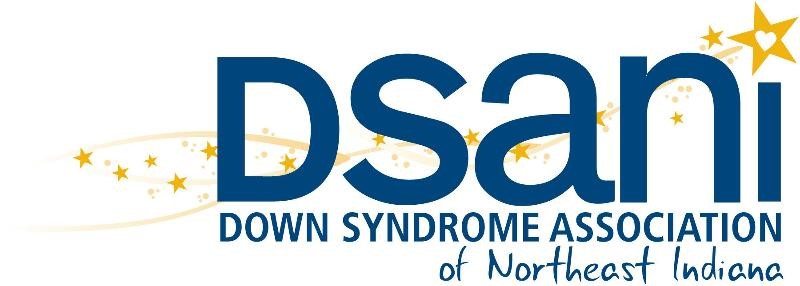 Dsani
DOWN SYNDROME ASSOCIATION
of Northeast Indiana